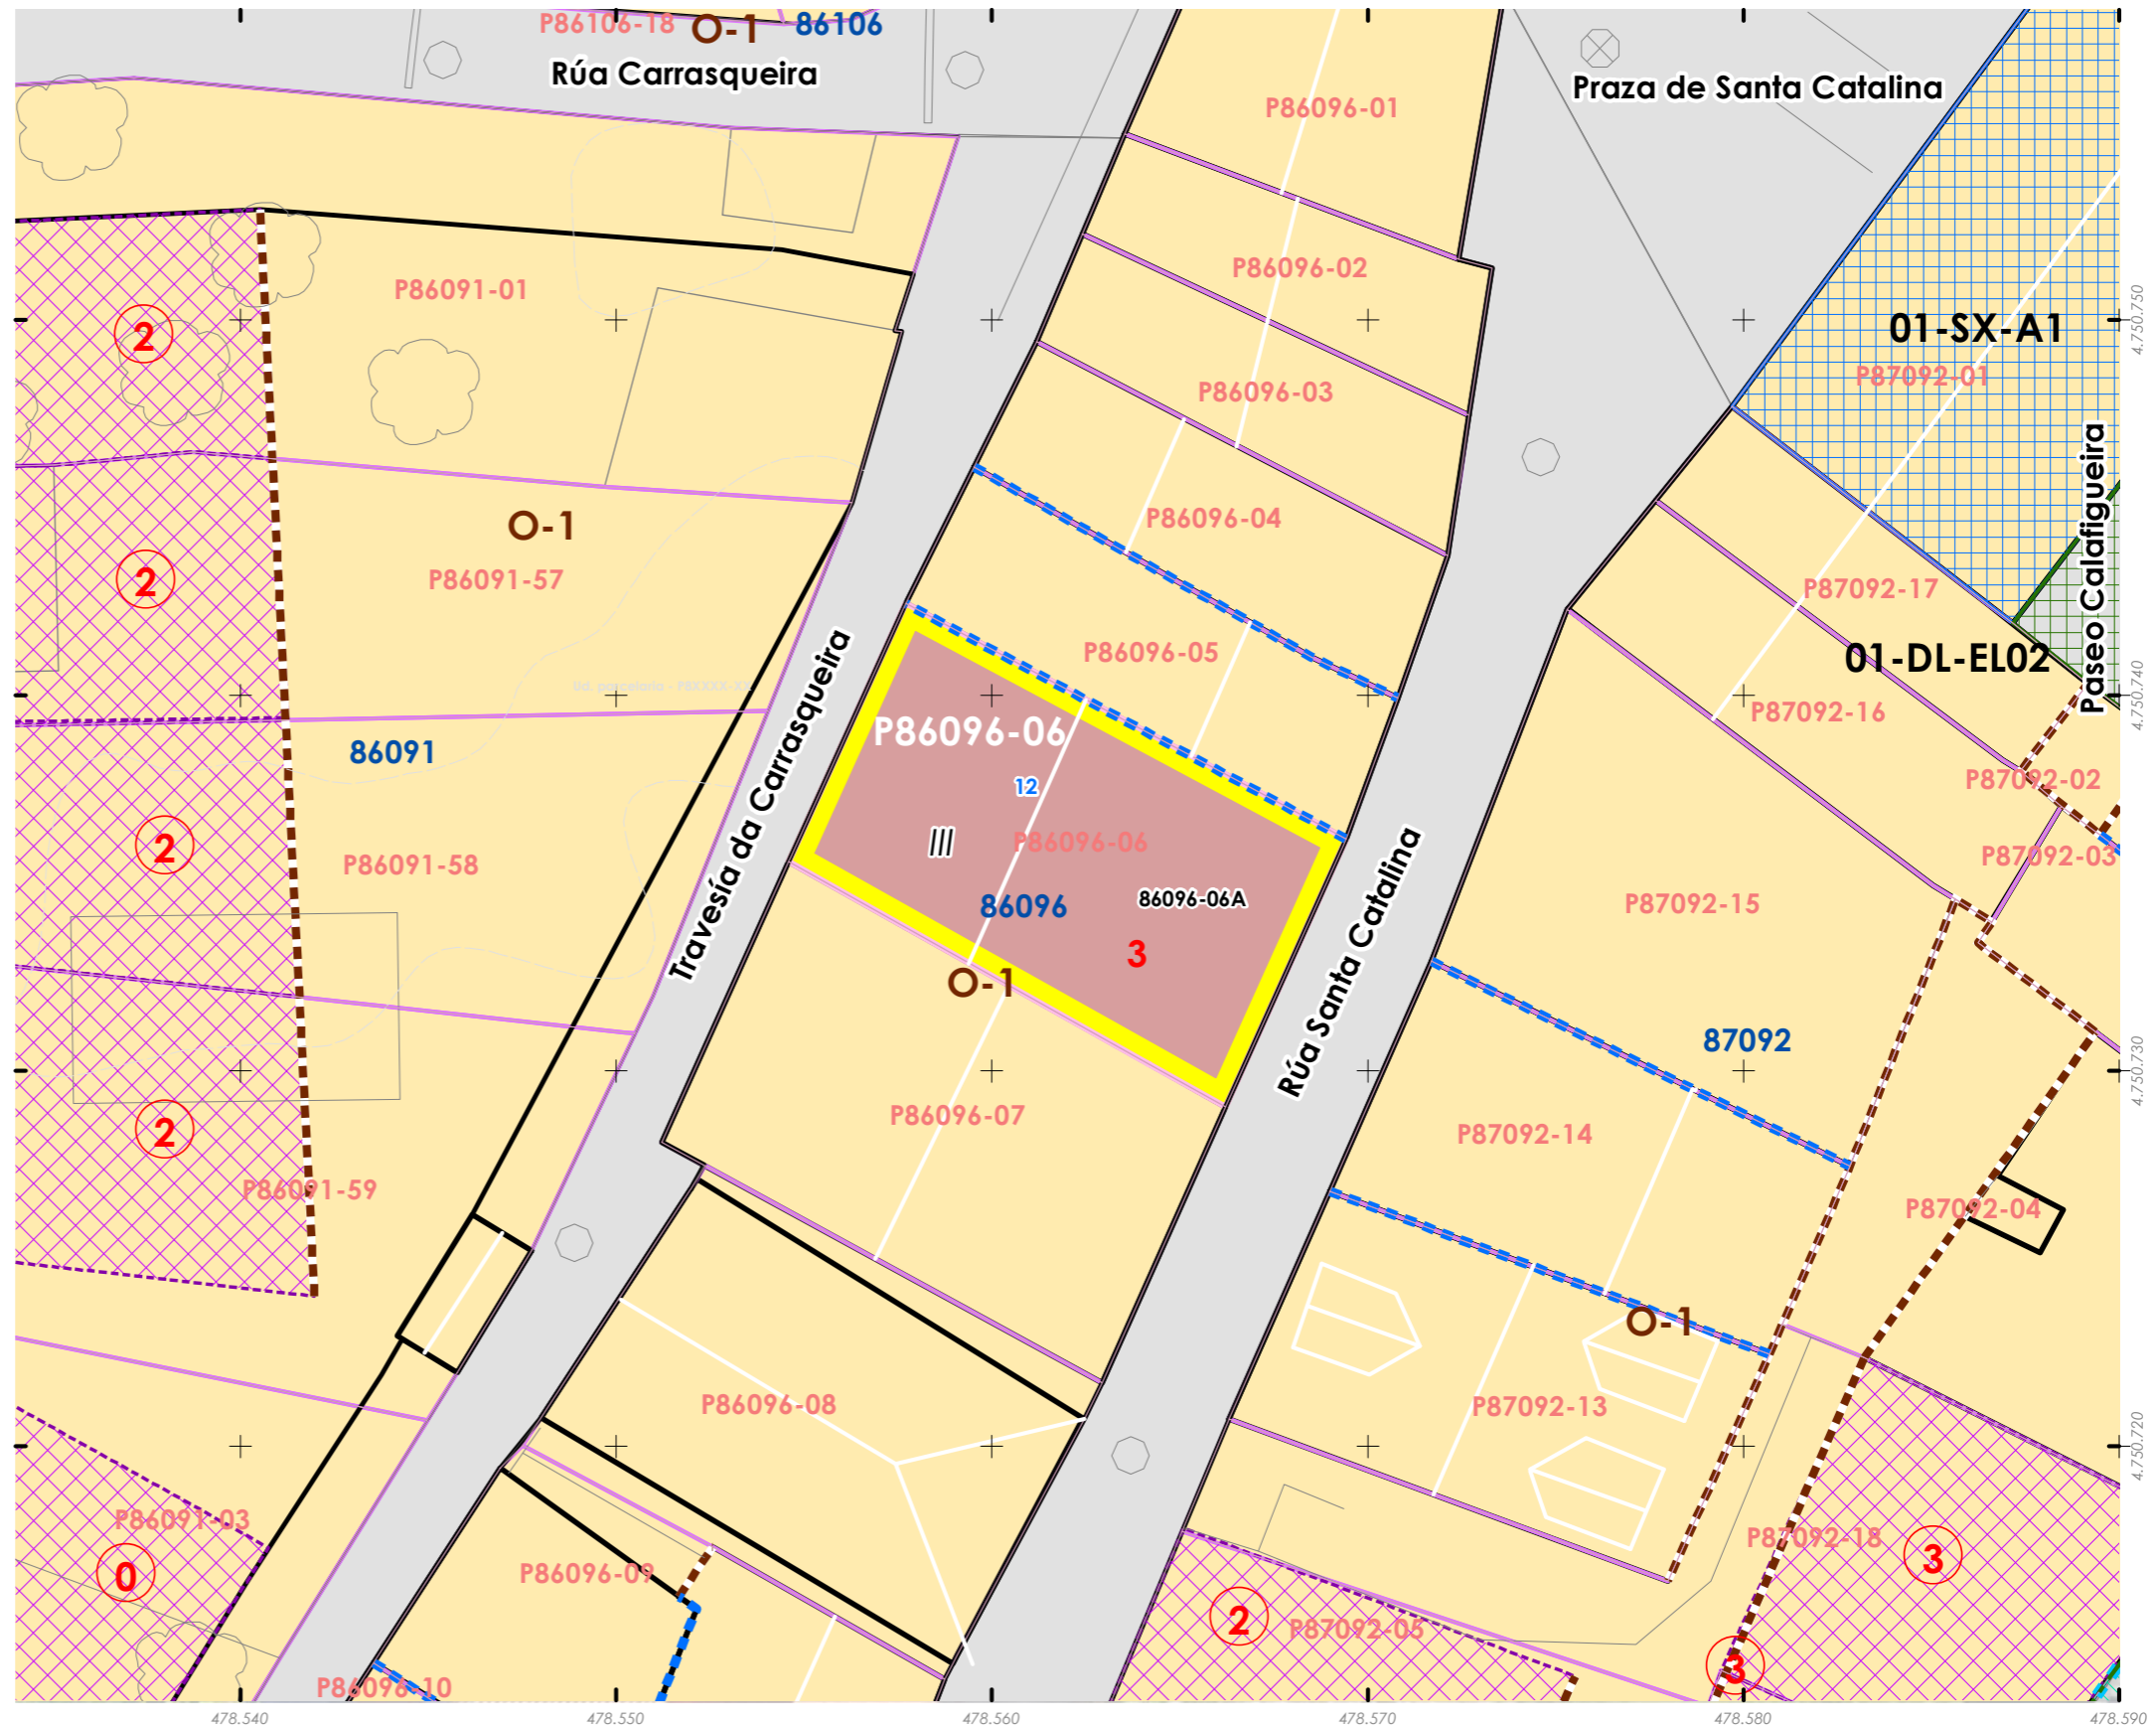 P86106-18
O-1
86106
Rúa Carrasqueira
Praza de Santa Catalina
P86096-01
P86096-02
P86091-01
4.750.750
2
01-SX-A1
P87092-01
P86096-03
O-1
P86096-04
Paseo Calafigueira
2
P86091-57
P87092-17
P86096-05
01-DL-EL02
Ud. parcelaria - P8XXXX-XX
4.750.740
P86096-06
P87092-16
86091
Travesía da Carrasqueira
12
P87092-02
2
P86091-58
III
P86096-06
P87092-03
86096
86096-06A
P87092-15
3
O-1
Rúa Santa Catalina
87092
4.750.730
2
P86096-07
P87092-14
P86091-59
P87092-04
O-1
P86096-08
P87092-13
4.750.720
P86091-03
0
P86096-09
P87092-18
3
2
P87092-05
3
P86096-10
478.540
478.550
478.560
478.570
478.580
478.590